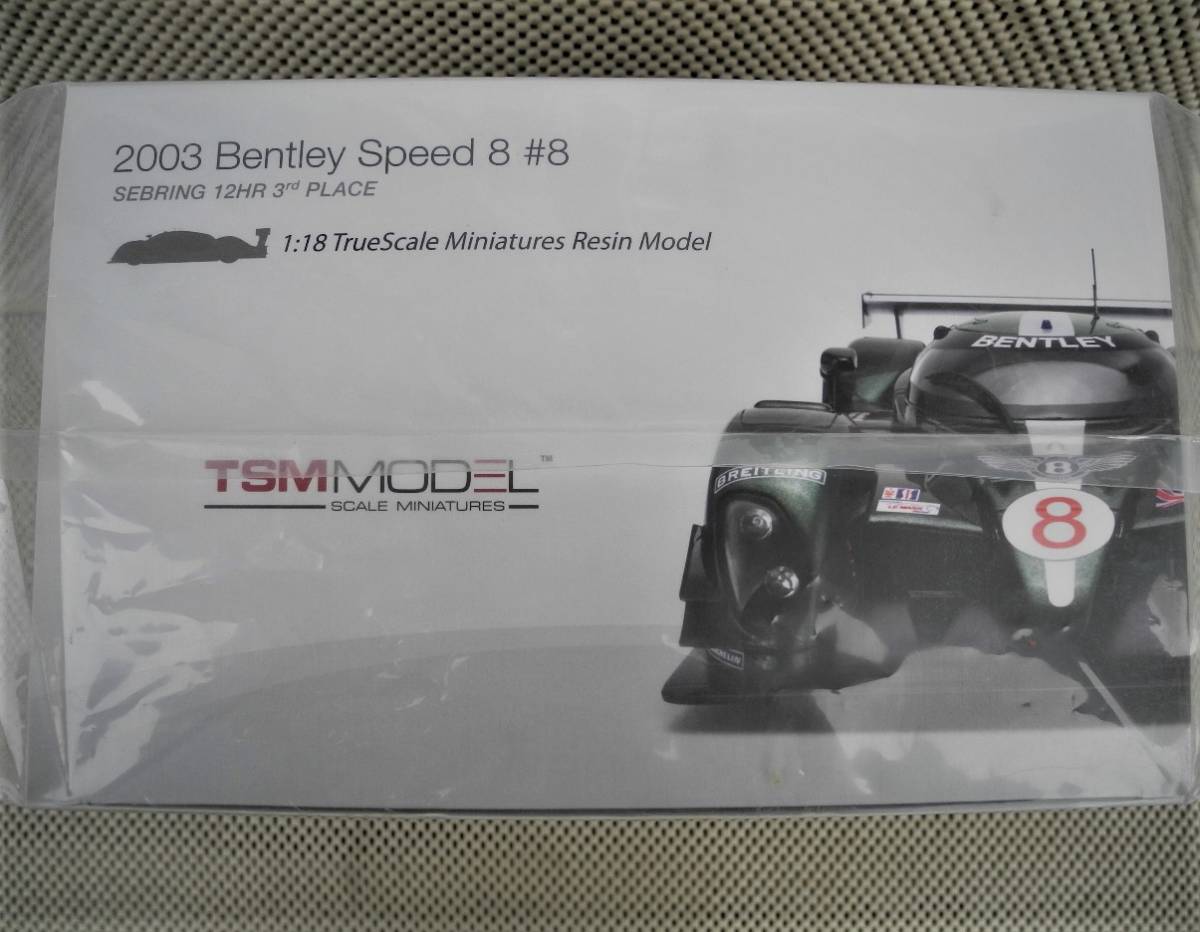 2003 Bentley Speed 8 #8
SEBRING 12HR 3rd PLACE
1:18 TrueScale Miniatures Resin Model
BENTLEY
TSMMODEL™
SCALE MINIATURES
BREITLING
B
8